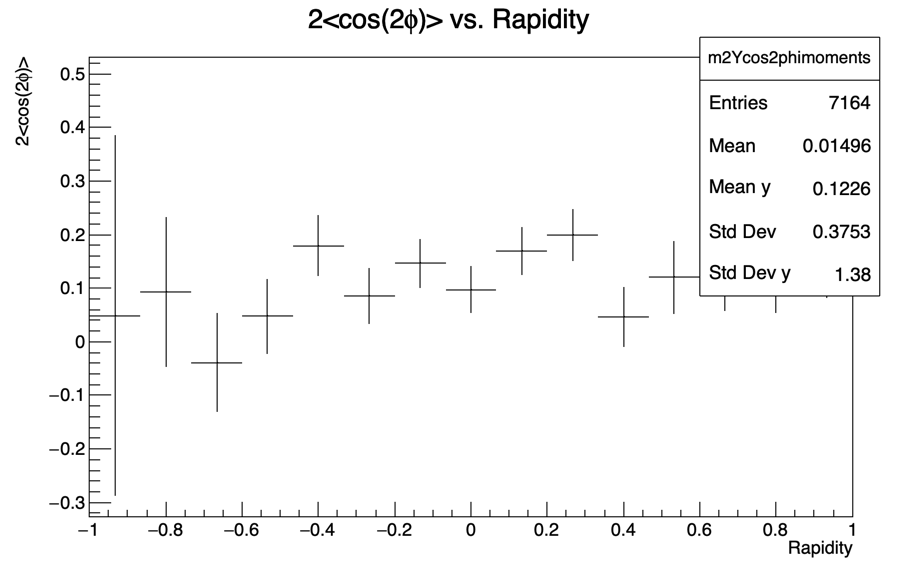 2<cos(2ϕ)> vs. Rapidity
2<cos(2ϕ)>
m2Ycos2phimoments
Entries 7164
Mean 0.01496
Mean y 0.1226
Std Dev 0.3753
Std Dev y 1.38
0.5
0.4
0.3
0.2
0.1
0
−0.1
−0.2
−0.3
−1 −0.8 −0.6 −0.4 −0.2 0 0.2 0.4 0.6 0.8 1
Rapidity